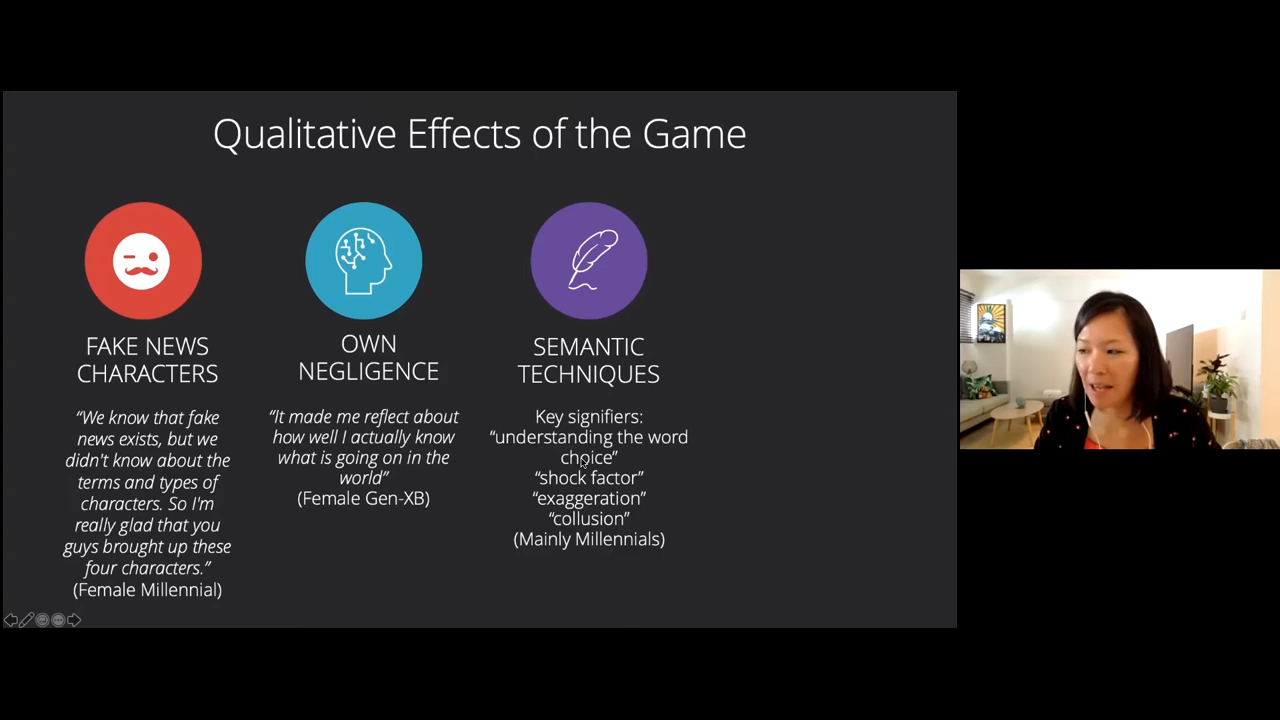 Qualitative Effects of the Game
FAKE NEWS
CHARACTERS
“We know that fake
news exists, but we
didn't know about the
terms and types of
characters. So I'm
really glad that you
guys brought up these
four characters.”
(Female Millennial)
OWN
NEGLIGENCE
“It made me reflect about
how well I actually know
what is going on in the
world”
(Female Gen-XB)
SEMANTIC
TECHNIQUES
Key signifiers:
“understanding the word
choice”
“shock factor”
“exaggeration”
“collusion”
(Mainly Millennials)